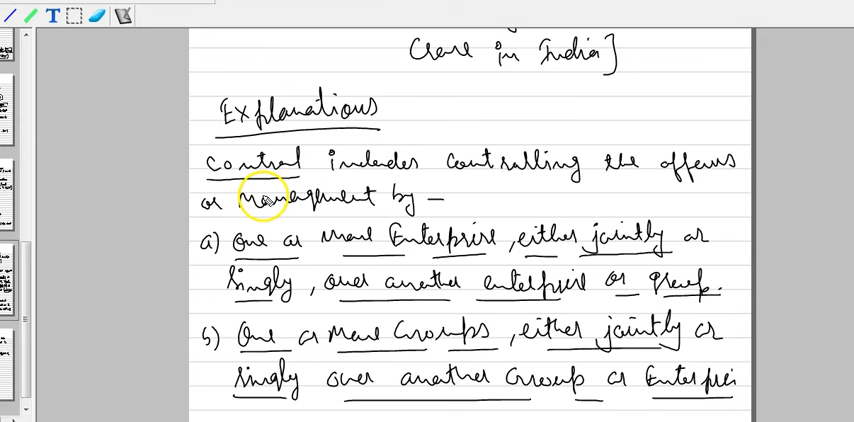 Crore in India]
Explanations
Control includes controlling the affairs
or management by —
a) One or more Enterprise, either jointly or
Singly, over another enterprise or group.
b) One or More Groups, either jointly or
Singly over another Group or Enterpri